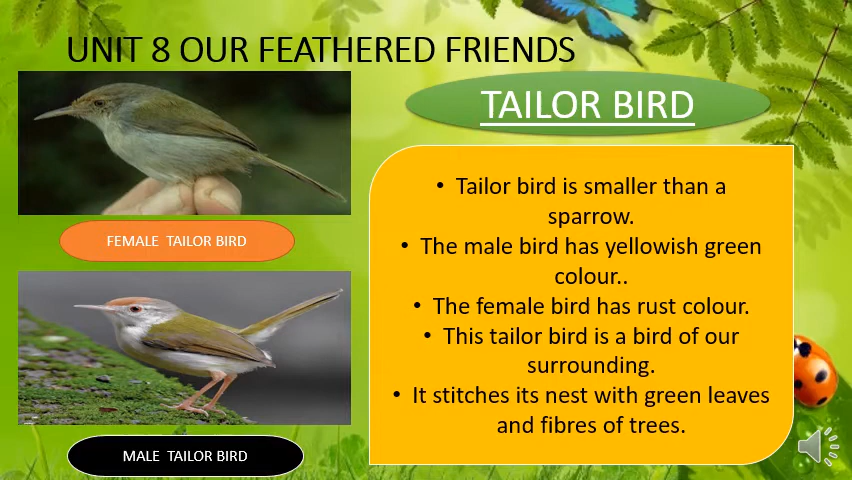 UNIT 8 OUR FEATHERED FRIENDS
TAILOR BIRD
FEMALE TAILOR BIRD
MALE TAILOR BIRD
• Tailor bird is smaller than a
sparrow.
• The male bird has yellowish green
colour..
• The female bird has rust colour.
• This tailor bird is a bird of our
surrounding.
• It stitches its nest with green leaves
and fibres of trees.